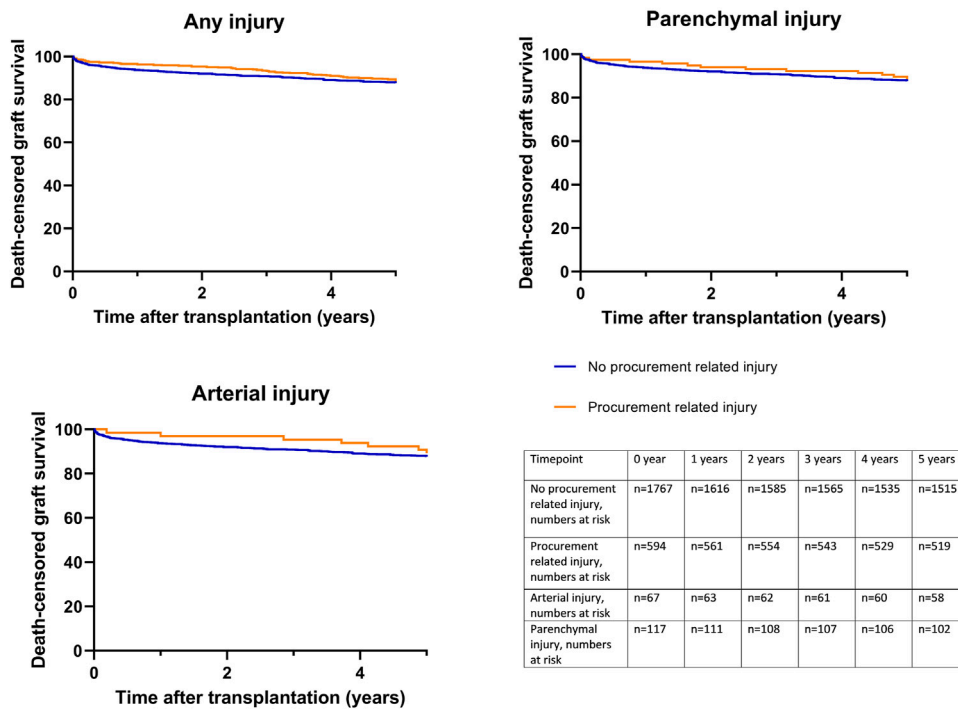 Any injury
Death-censored graft survival
100
80
60
40
20
0
0
2
4
Time after transplantation (years)
Parenchymal injury
Death-censored graft survival
100
80
60
40
20
0
0
2
4
Time after transplantation (years)
Arterial injury
Death-censored graft survival
100
80
60
40
20
0
0
2
4
Time after transplantation (years)
No procurement related injury
Procurement related injury
Timepoint 0 year 1 years 2 years 3 years 4 years 5 years
No procurement n=1767 n=1616 n=1585 n=1565 n=1535 n=1515
related injury,
numbers at risk
Procurement n=594 n=561 n=554 n=543 n=529 n=519
related injury,
numbers at risk
Arterial injury, n=67 n=63 n=62 n=61 n=60 n=58
numbers at risk
Parenchymal n=117 n=111 n=108 n=107 n=106 n=102
injury, numbers
at risk